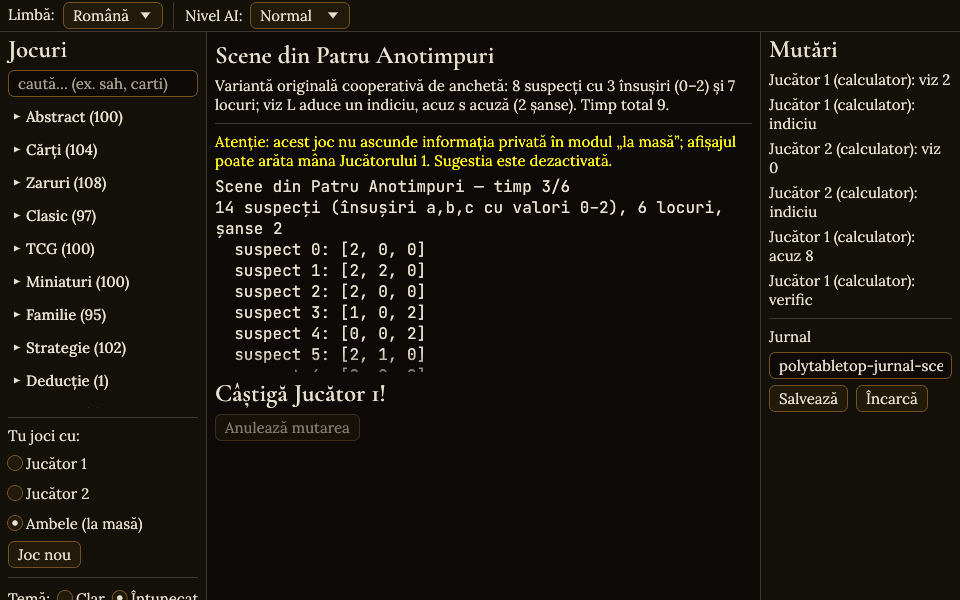 Limbă: Română ▼ Nivel AI: Normal ▼
Jocuri
caută... (ex. sah, carti)
▸ Abstract (100)
▸ Cărți (104)
▸ Zaruri (108)
▸ Clasic (97)
▸ TCG (100)
▸ Miniaturi (100)
▸ Familie (95)
▸ Strategie (102)
▸ Deducție (1)
Tu joci cu:
Jucător 1
Jucător 2
Ambele (la masă)
Joc nou
Temă: Clar Întunecat
Scene din Patru Anotimpuri
Variantă originală cooperativă de anchetă: 8 suspecți cu 3 însușiri (0–2) și 7
locuri; viz L aduce un indiciu, acuz s acuză (2 șanse). Timp total 9.
Atenție: acest joc nu ascunde informația privată în modul „la masă”; afișajul
poate arăta mâna Jucătorului 1. Sugestia este dezactivată.
Scene din Patru Anotimpuri — timp 3/6
14 suspecți (însușiri a,b,c cu valori 0–2), 6 locuri,
șanse 2
suspect 0: [2, 0, 0]
suspect 1: [2, 2, 0]
suspect 2: [2, 0, 0]
suspect 3: [1, 0, 2]
suspect 4: [0, 0, 2]
suspect 5: [2, 1, 0]
Câștigă Jucător 1!
Anulează mutarea
Mutări
Jucător 1 (calculator): viz 2
Jucător 1 (calculator):
indiciu
Jucător 2 (calculator): viz
0
Jucător 2 (calculator):
indiciu
Jucător 1 (calculator):
acuz 8
Jucător 1 (calculator):
verific
Jurnal
polytabletop-jurnal-sce
Salvează Încarcă